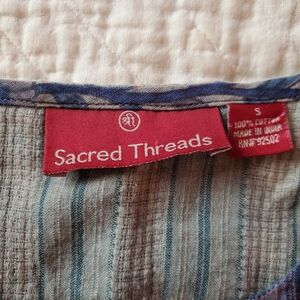 श्री
Sacred Threads
S
100% COTTON
MADE IN INDIA
RN# 92502